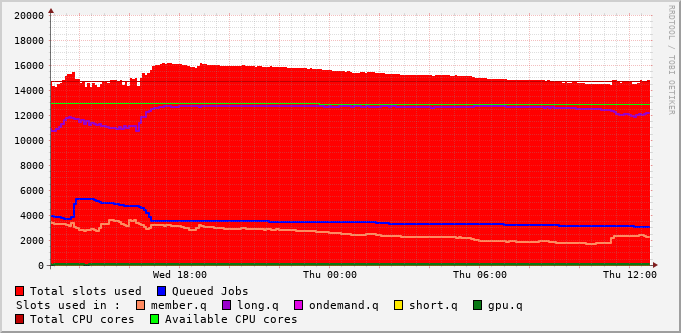 20000
18000
16000
14000
12000
10000
8000
6000
4000
2000
0
Wed 18:00 Thu 00:00 Thu 06:00 Thu 12:00
RRDTOOL / TOBI OETIKER
Total slots used Queued Jobs
Slots used in : member.q long.q ondemand.q short.q gpu.q
Total CPU cores Available CPU cores